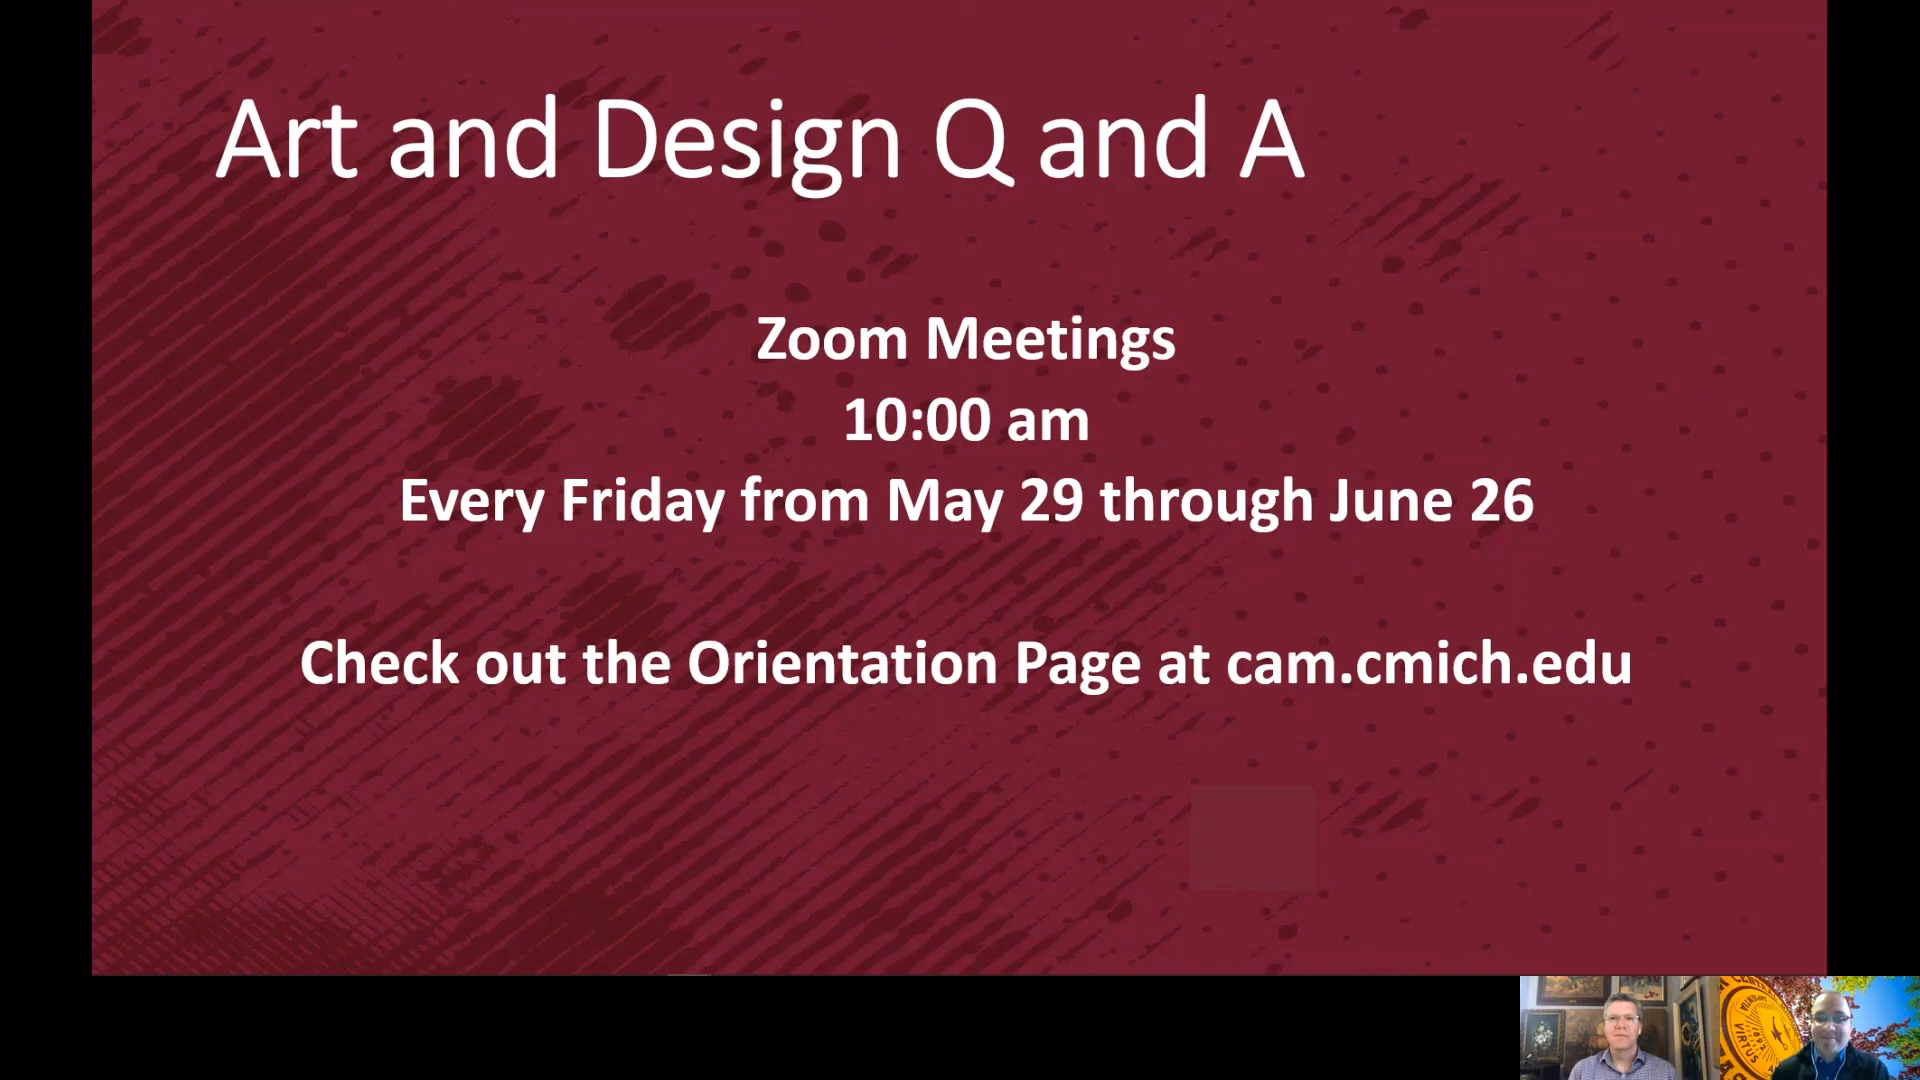 Art and Design Q and A
Zoom Meetings
10:00 am
Every Friday from May 29 through June 26
Check out the Orientation Page at cam.cmich.edu
VIRTUS